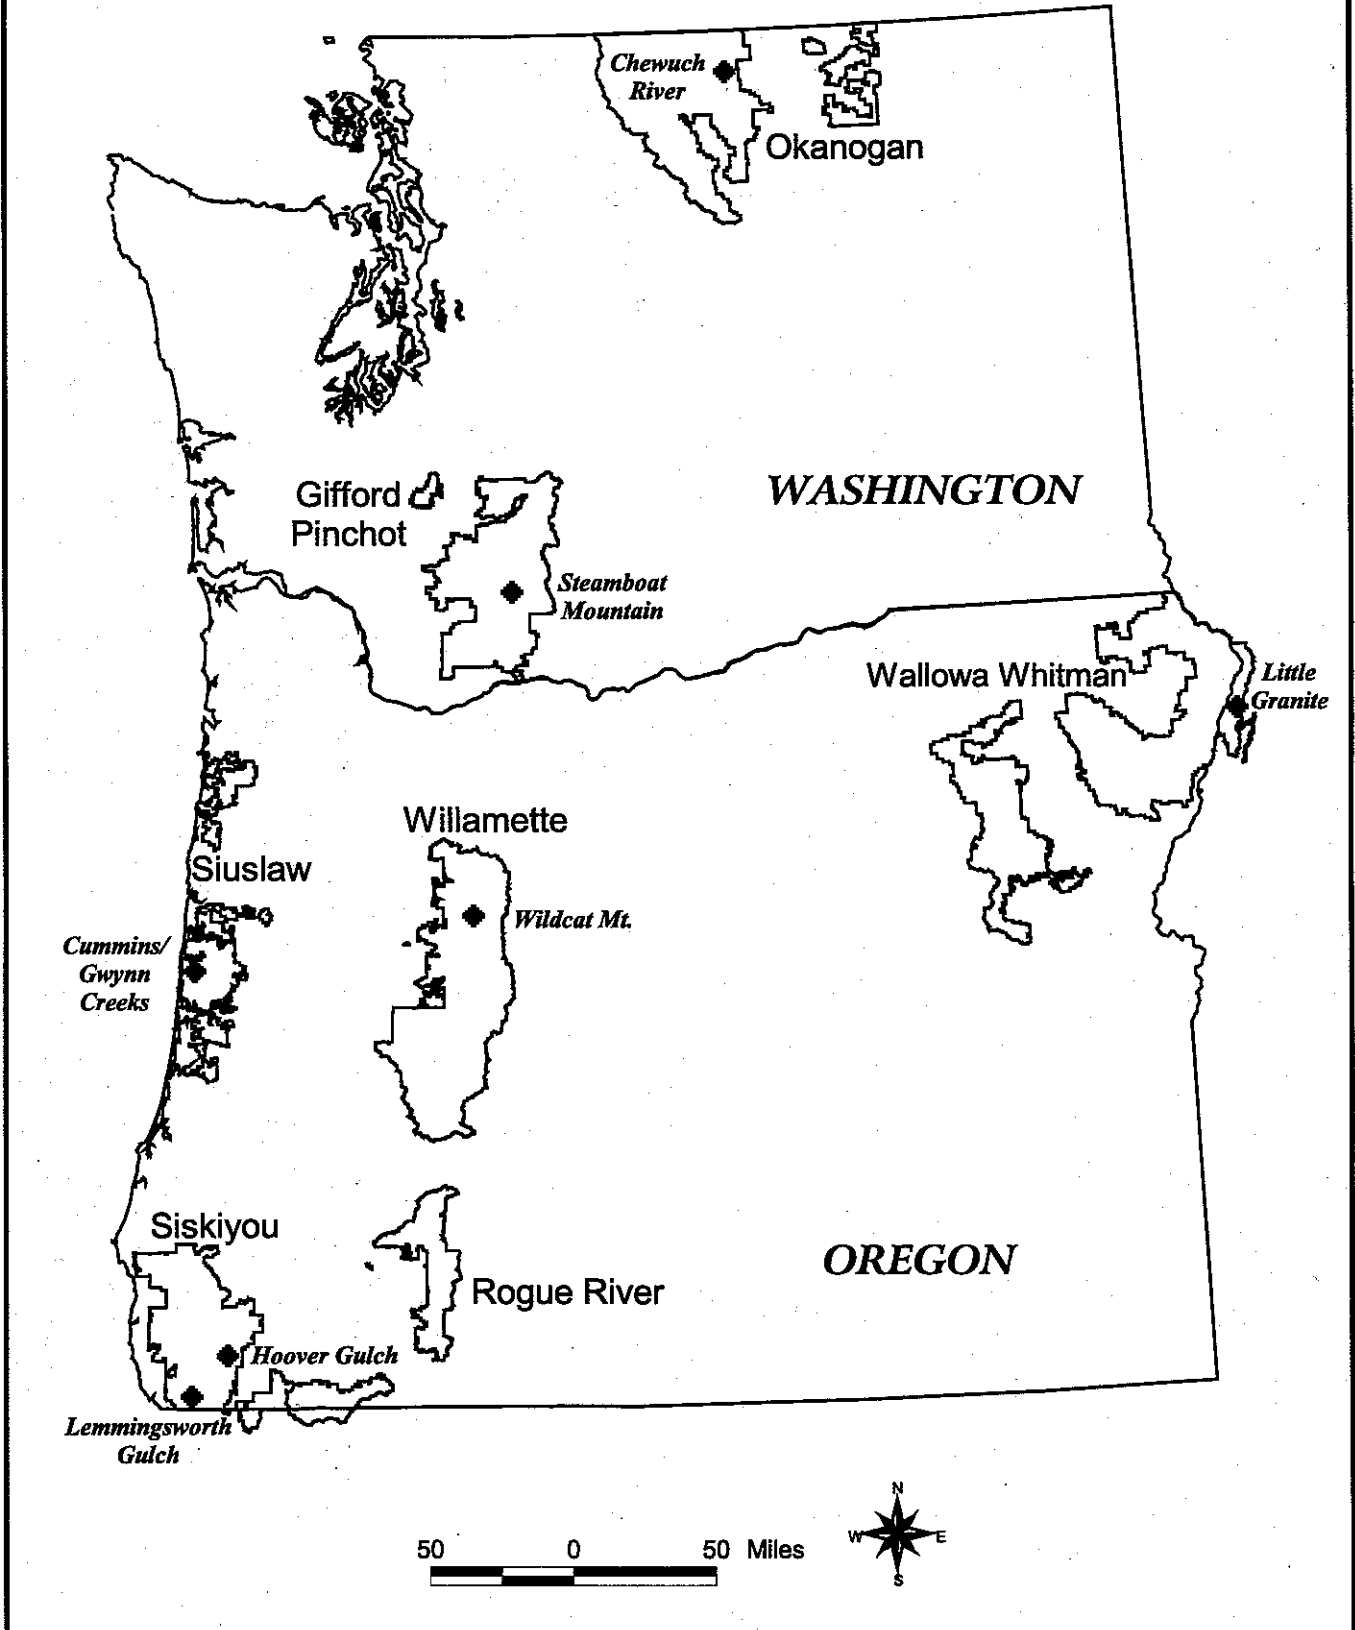 Chewuch
River
Okanogan
Gifford
Pinchot
WASHINGTON
Steamboat
Mountain
Wallowa Whitman
Little
Granite
Willamette
Siuslaw
Wildcat Mt.
Cummins/
Gwynn
Creeks
Siskiyou
OREGON
Rogue River
Hoover Gulch
Lemmingsworth
Gulch
N
W E
S
50 0 50 Miles